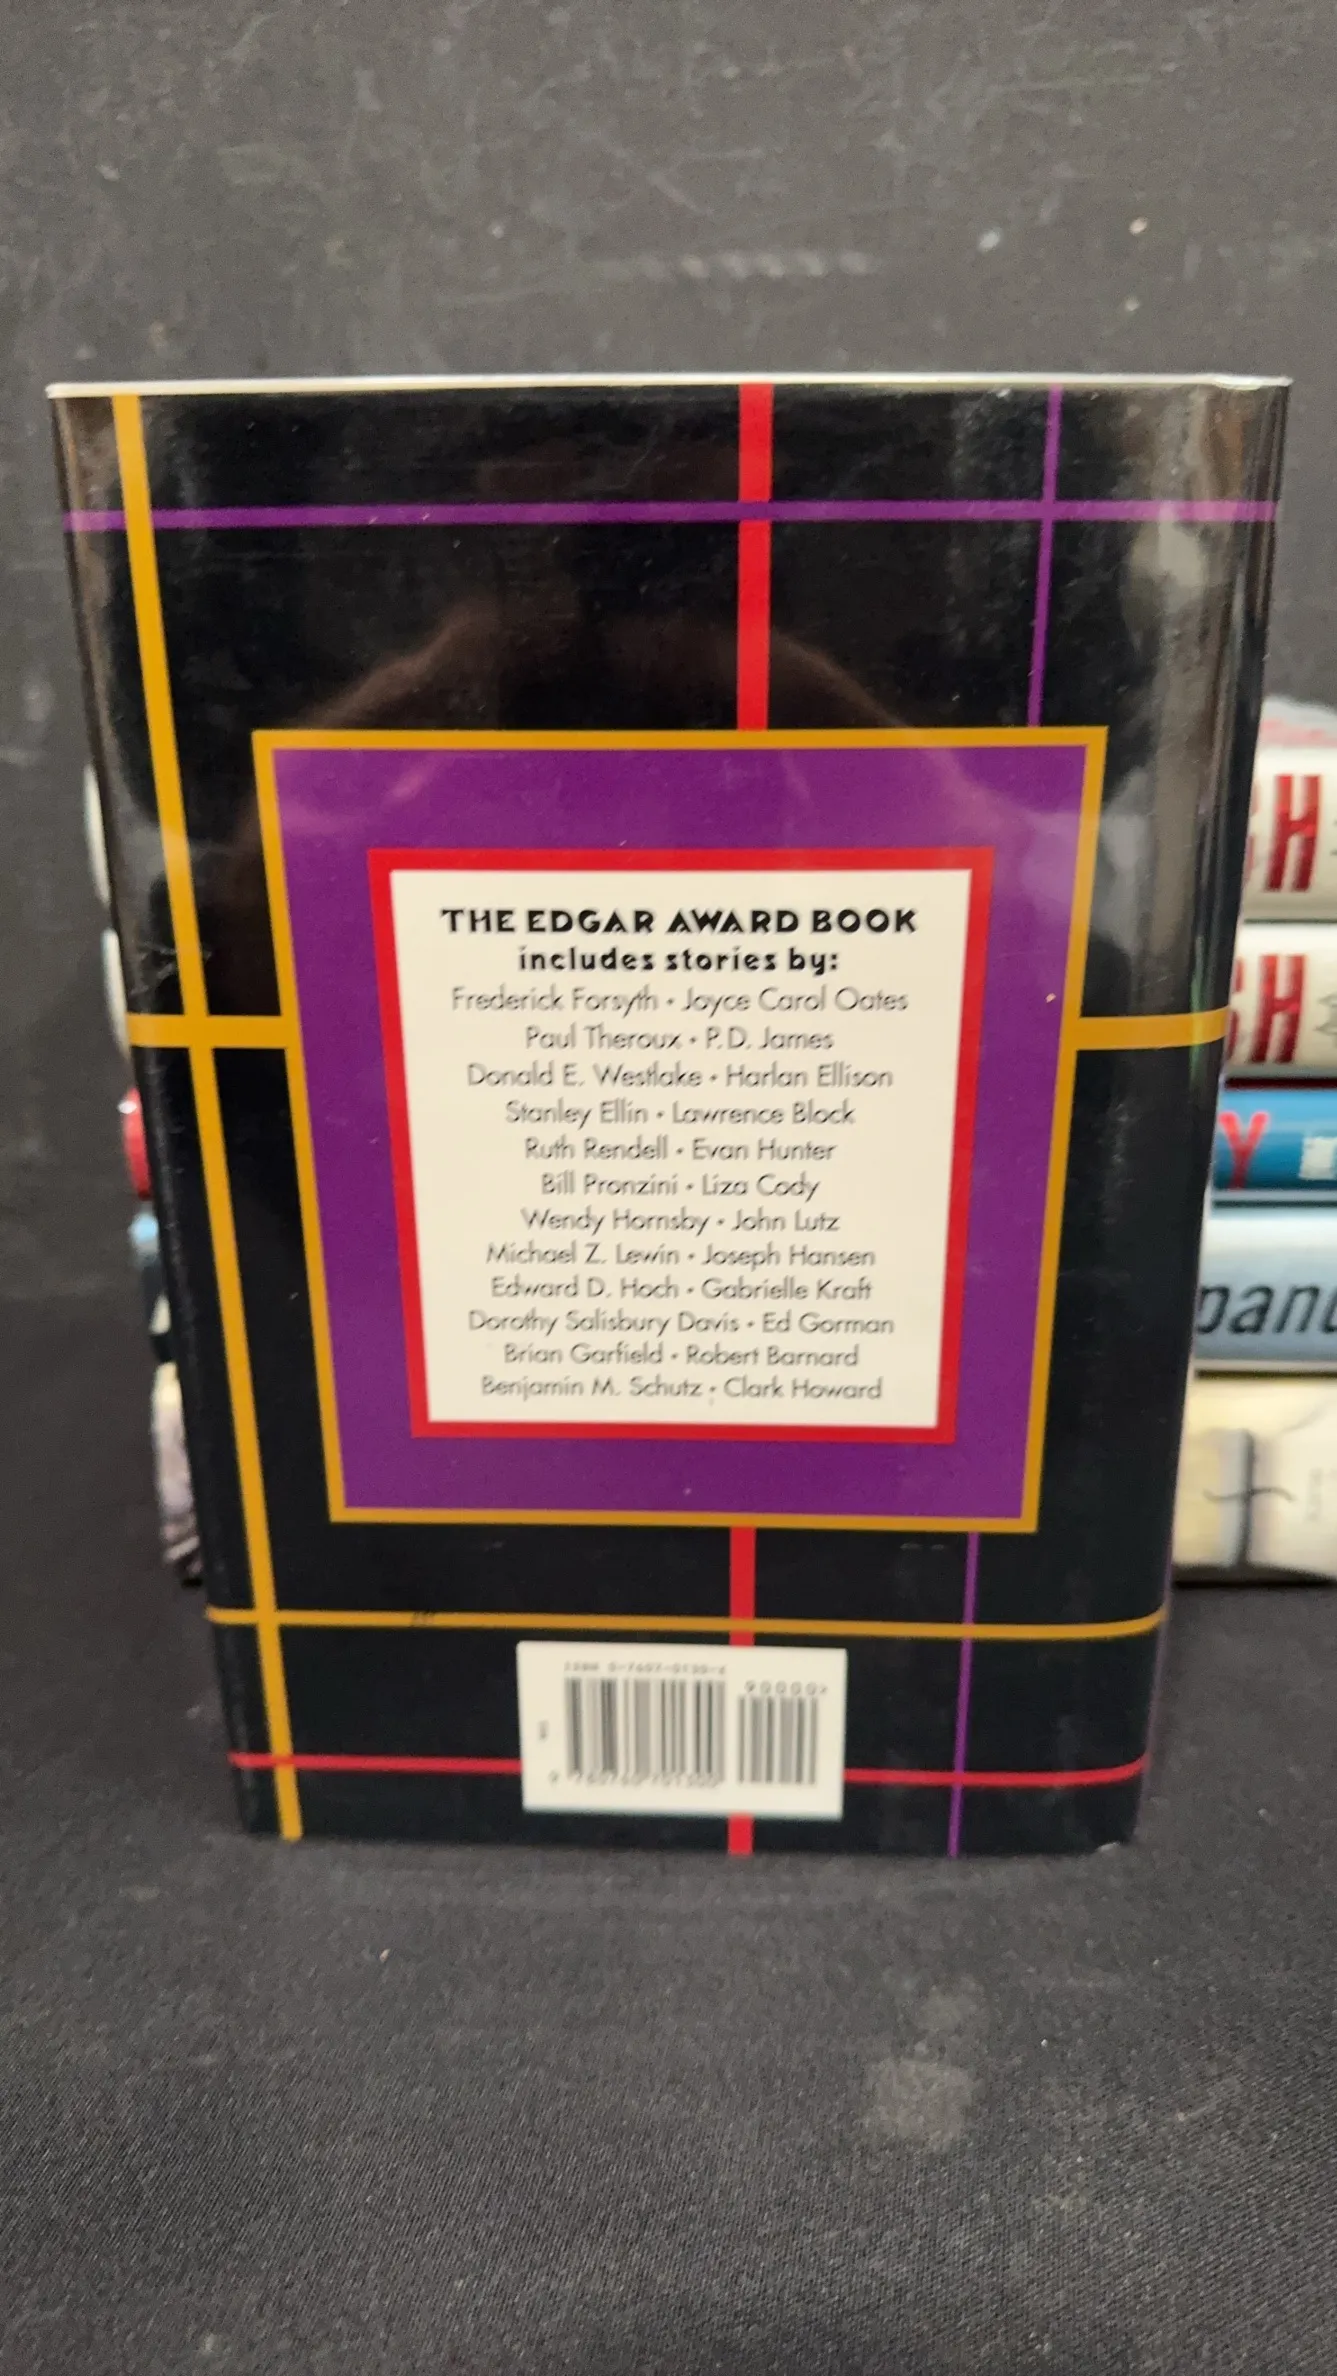 THE EDGAR AWARD BOOK
includes stories by:
Frederick Forsyth • Joyce Carol Oates
Paul Theroux • P.D. James
Donald E. Westlake • Harlan Ellison
Stanley Ellin • Lawrence Block
Ruth Rendell • Evan Hunter
Bill Pronzini • Liza Cody
Wendy Hornsby • John Lutz
Michael Z. Lewin • Joseph Hansen
Edward D. Hoch • Gabrielle Kraft
Dorothy Salisbury Davis • Ed Gorman
Brian Garfield • Robert Barnard
Benjamin M. Schutz • Clark Howard
ISBN
90000>